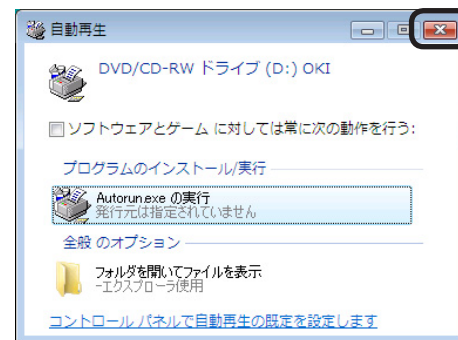 自動再生
DVD/CD-RW ドライブ (D:) OKI
ソフトウェアとゲーム に対しては常に次の動作を行う:
プログラムのインストール/実行
Autorun.exe の実行
発行元は指定されていません
全般 のオプション
フォルダを開いてファイルを表示
-エクスプローラ使用
コントロール パネルで自動再生の既定を設定します